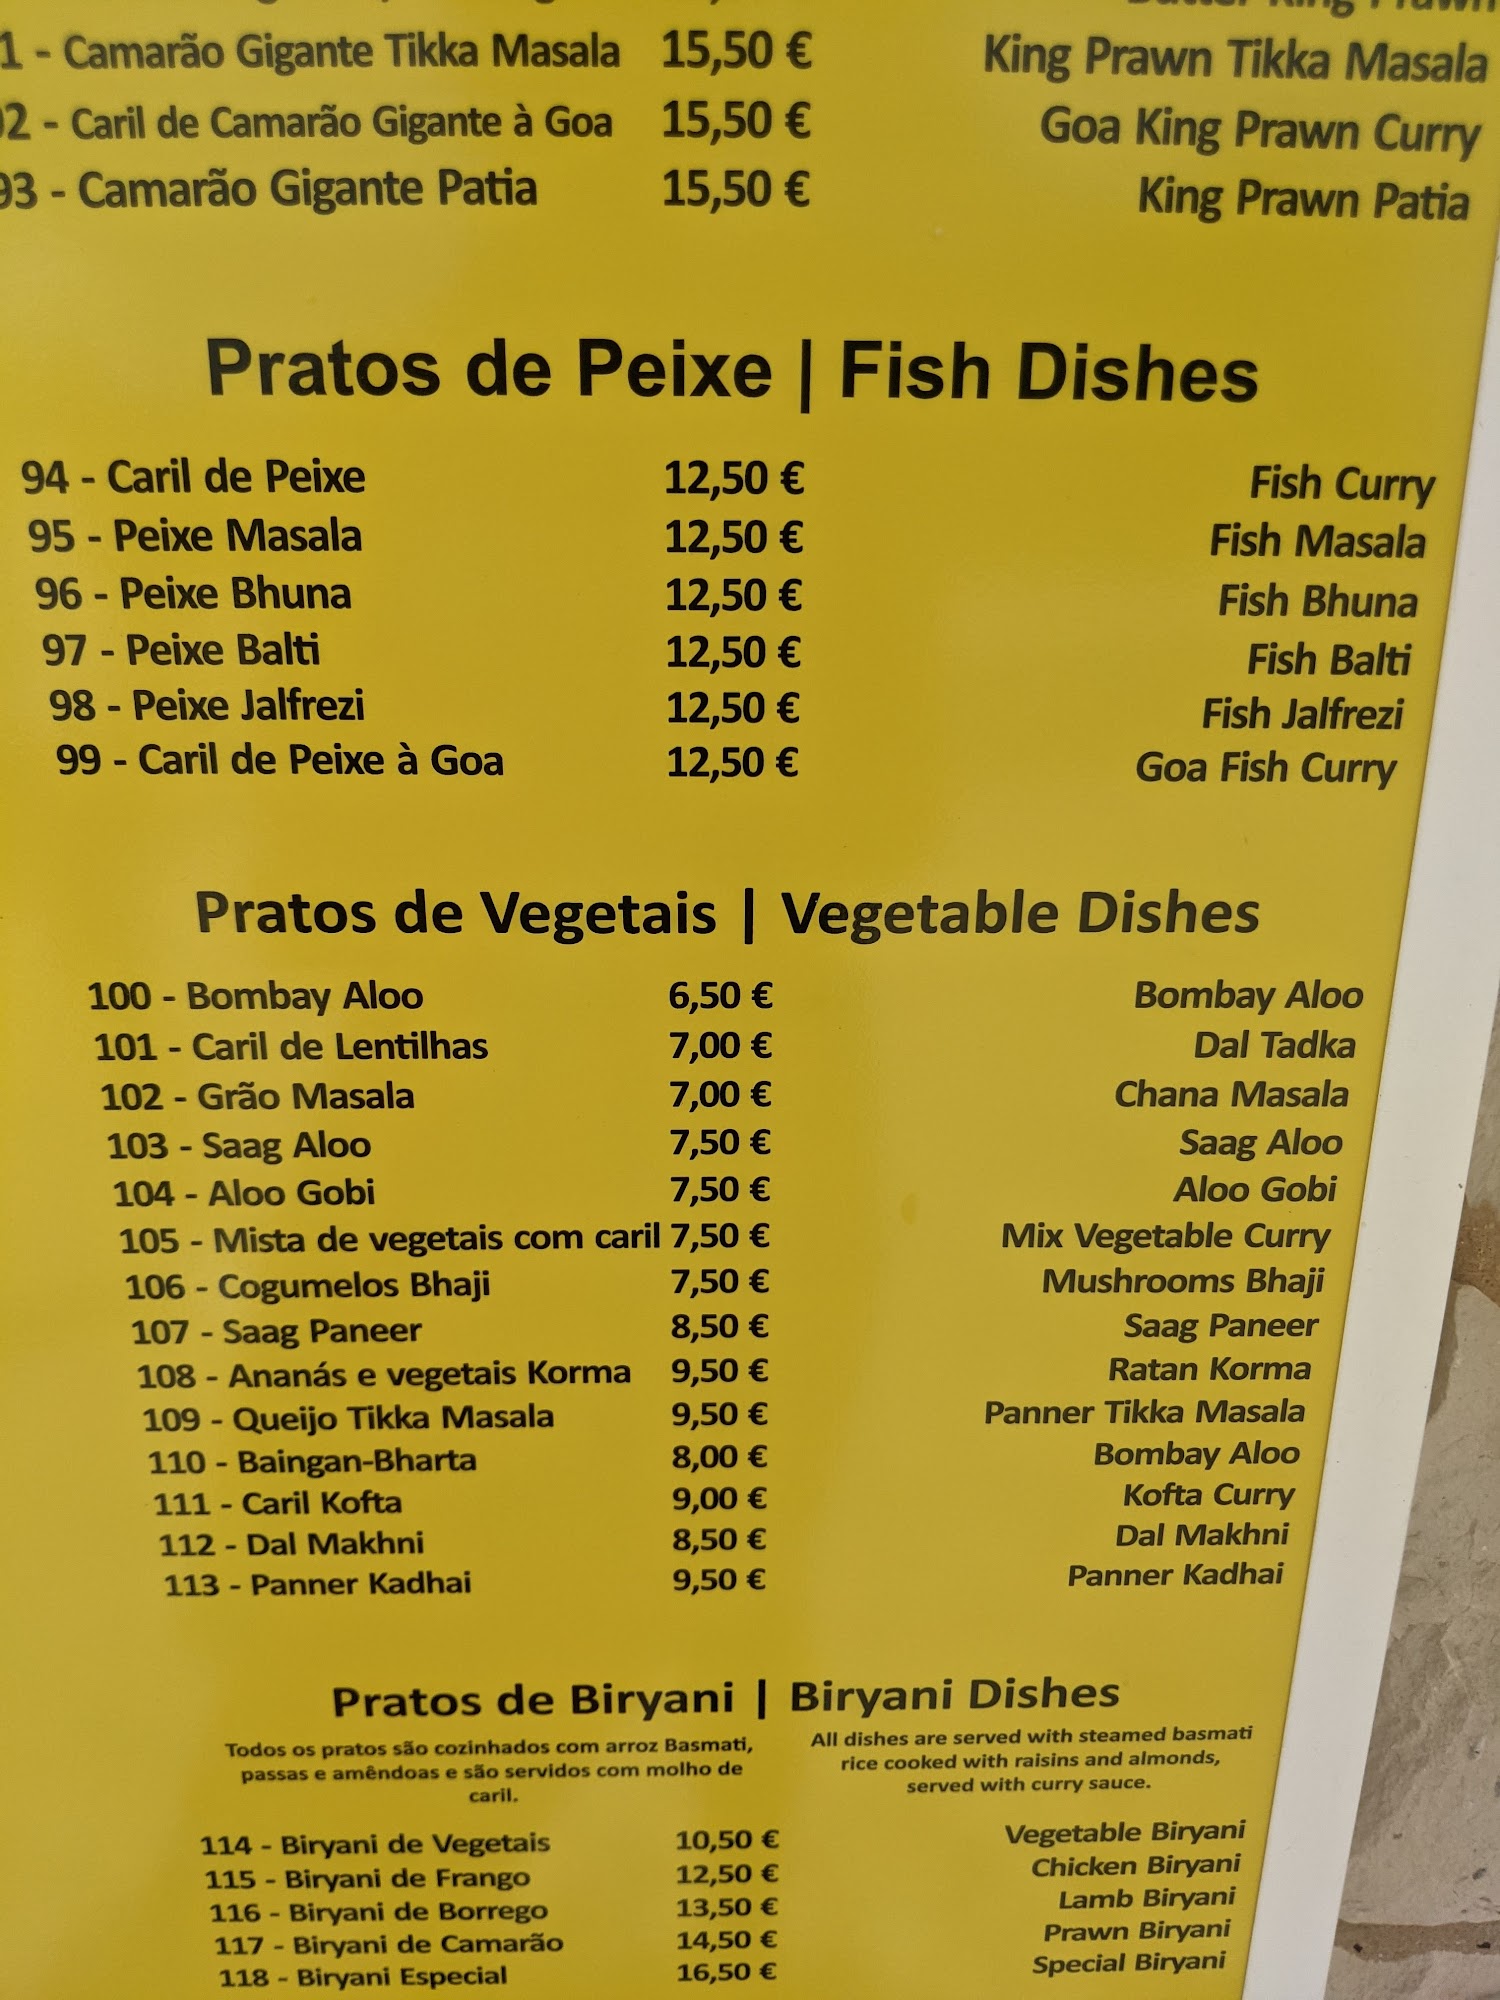 1 - Camarão Gigante Tikka Masala 15,50 € King Prawn Tikka Masala
2 - Caril de Camarão Gigante à Goa 15,50 € Goa King Prawn Curry
93 - Camarão Gigante Patia 15,50 € King Prawn Patia
Pratos de Peixe | Fish Dishes
94 - Caril de Peixe 12,50 € Fish Curry
95 - Peixe Masala 12,50 € Fish Masala
96 - Peixe Bhuna 12,50 € Fish Bhuna
97 - Peixe Balti 12,50 € Fish Balti
98 - Peixe Jalfrezi 12,50 € Fish Jalfrezi
99 - Caril de Peixe à Goa 12,50 € Goa Fish Curry
Pratos de Vegetais | Vegetable Dishes
100 - Bombay Aloo 6,50 € Bombay Aloo
101 - Caril de Lentilhas 7,00 € Dal Tadka
102 - Grão Masala 7,00 € Chana Masala
103 - Saag Aloo 7,50 € Saag Aloo
104 - Aloo Gobi 7,50 € Aloo Gobi
105 - Mista de vegetais com caril 7,50 € Mix Vegetable Curry
106 - Cogumelos Bhaji 7,50 € Mushrooms Bhaji
107 - Saag Paneer 8,50 € Saag Paneer
108 - Ananás e vegetais Korma 9,50 € Ratan Korma
109 - Queijo Tikka Masala 9,50 € Panner Tikka Masala
110 - Baingan-Bharta 8,00 € Bombay Aloo
111 - Caril Kofta 9,00 € Kofta Curry
112 - Dal Makhni 8,50 € Dal Makhni
113 - Panner Kadhai 9,50 € Panner Kadhai
Pratos de Biryani | Biryani Dishes
Todos os pratos são cozinhados com arroz Basmati,
passas e amêndoas e são servidos com molho de
caril.
All dishes are served with steamed basmati
rice cooked with raisins and almonds,
served with curry sauce.
114 - Biryani de Vegetais 10,50 € Vegetable Biryani
115 - Biryani de Frango 12,50 € Chicken Biryani
116 - Biryani de Borrego 13,50 € Lamb Biryani
117 - Biryani de Camarão 14,50 € Prawn Biryani
118 - Biryani Especial 16,50 € Special Biryani